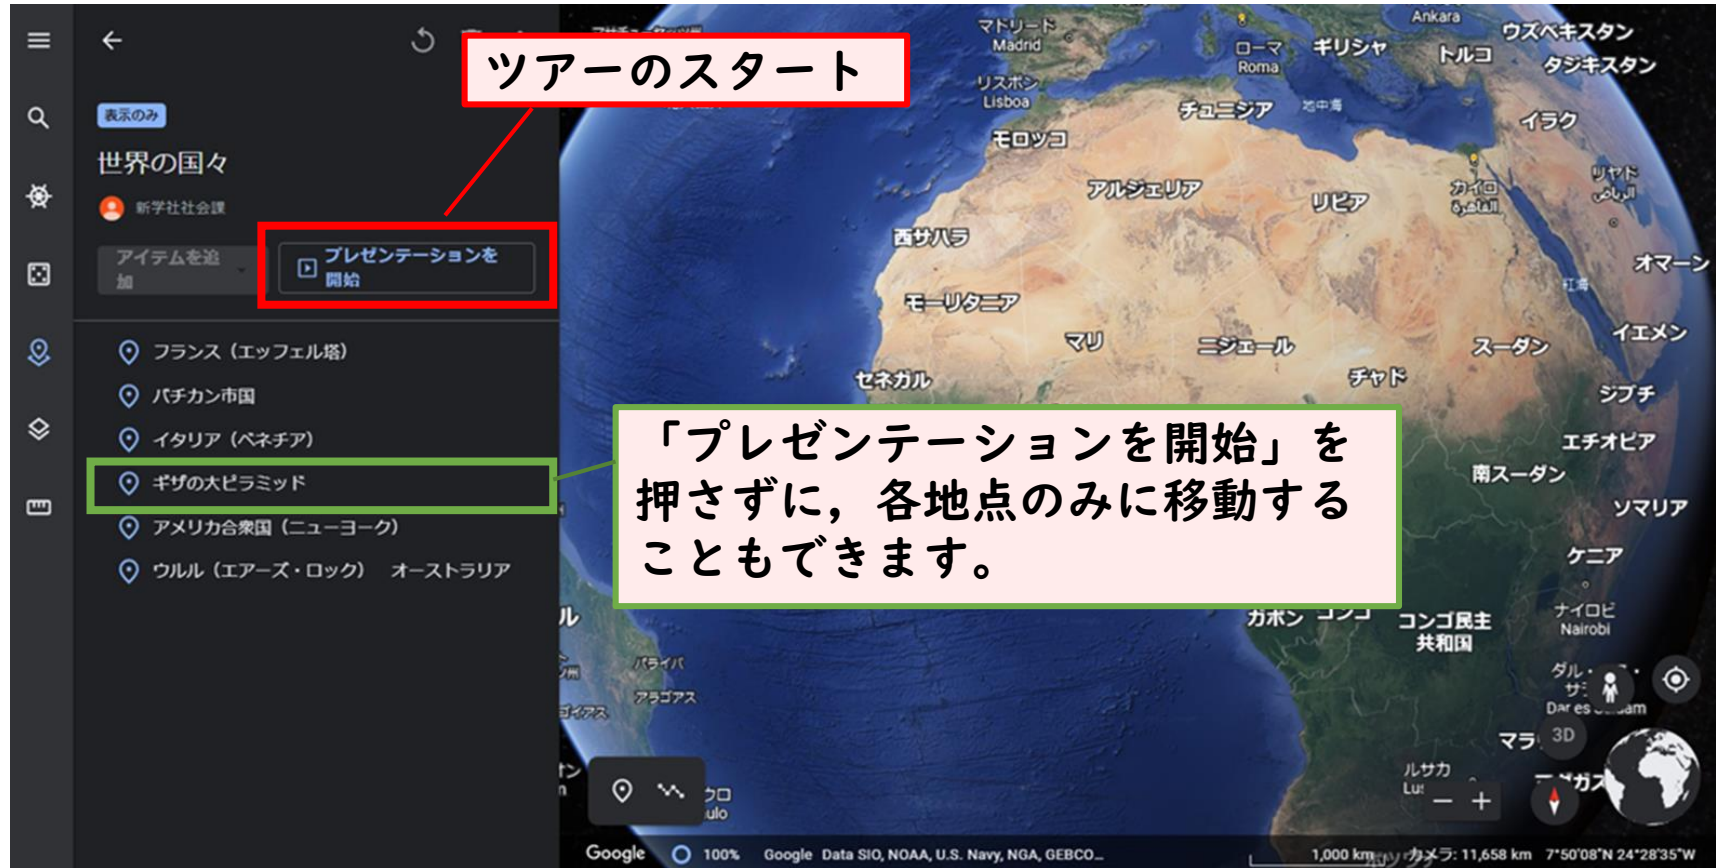 ツアーのスタート
表示のみ
世界の国々
新学社社会課
アイテムを追
加
プレゼンテーションを
開始
フランス（エッフェル塔）
バチカン市国
イタリア（ベネチア）
ギザの大ピラミッド
アメリカ合衆国（ニューヨーク）
ウルル（エアーズ・ロック）　オーストラリア
「プレゼンテーションを開始」を
押さずに，各地点のみに移動する
こともできます。
マドリード
Madrid
リスボン
Lisboa
ローマ
Roma
ギリシャ
Ankara
トルコ
ウズベキスタン
タジキスタン
チュニジア
地中海
イラク
モロッコ
アルジェリア
リビア
カイロ
القاهرة
リヤド
الرياض
西サハラ
オマーン
紅海
モーリタニア
マリ
ニジェール
スーダン
イエメン
セネガル
チャド
ジブチ
エチオピア
南スーダン
ソマリア
ケニア
ガボン
コンゴ
コンゴ民主
共和国
ナイロビ
Nairobi
パライバ
アラゴアス
ダル・
Dar es
マラ
3D
ルサカ
Google
100%
Google Data SIO, NOAA, U.S. Navy, NGA, GEBCO...
1,000 km
カメラ: 11,658 km
7°50'08"N 24°28'35"W